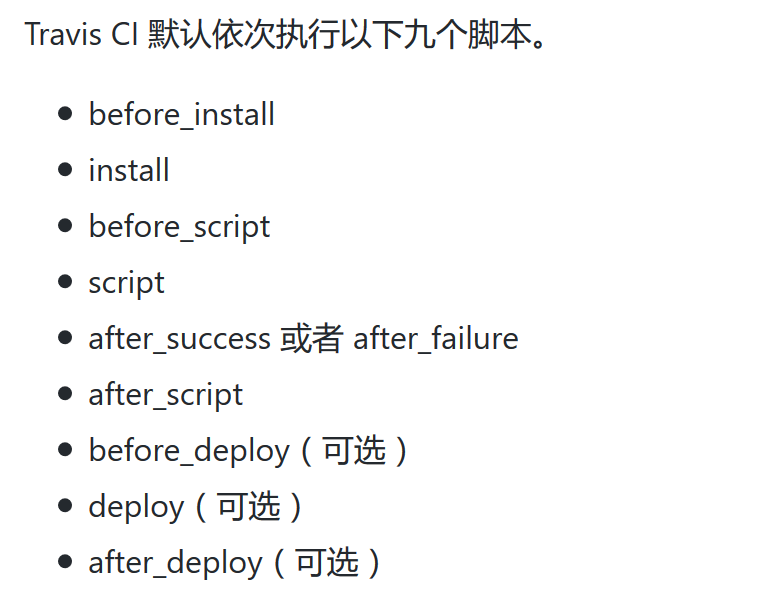 Travis CI 默认依次执行以下九个脚本。
• before_install
• install
• before_script
• script
• after_success 或者 after_failure
• after_script
• before_deploy（可选）
• deploy（可选）
• after_deploy（可选）